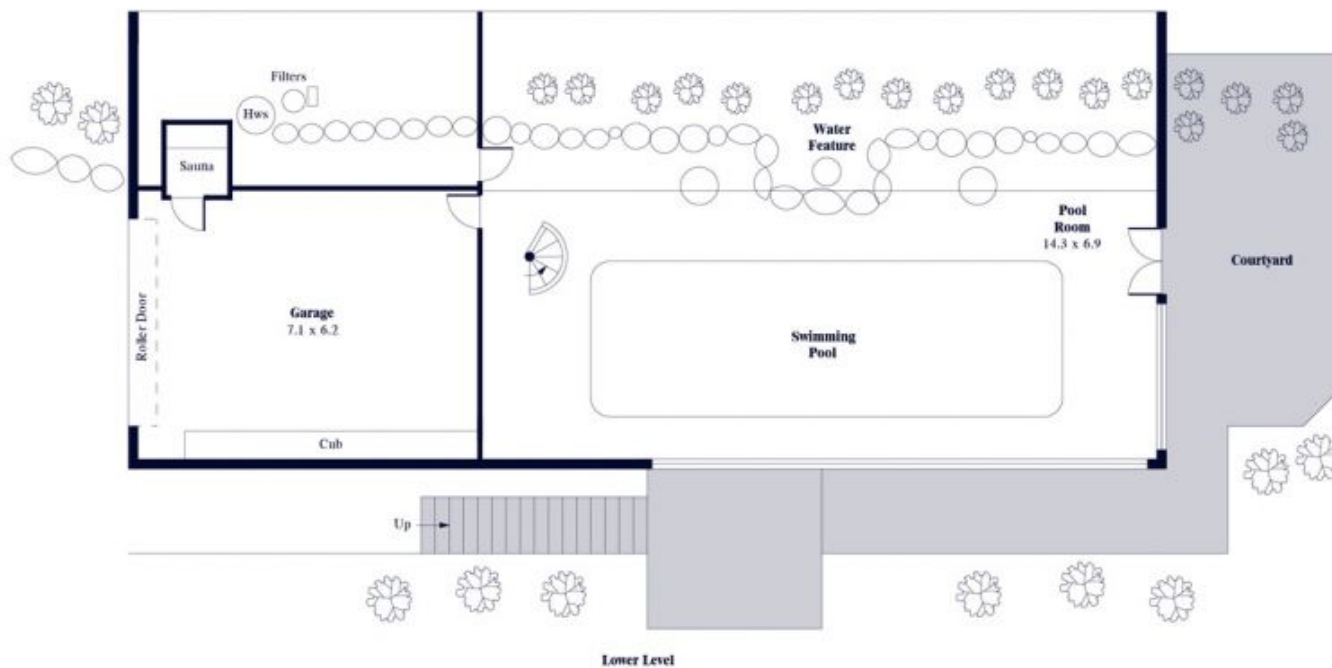 Filters
Hws
Sauna
Water
Feature
Pool
Room
14.3 x 6.9
Courtyard
Roller Door
Garage
7.1 x 6.2
Swimming
Pool
Cub
Up
Lower Level